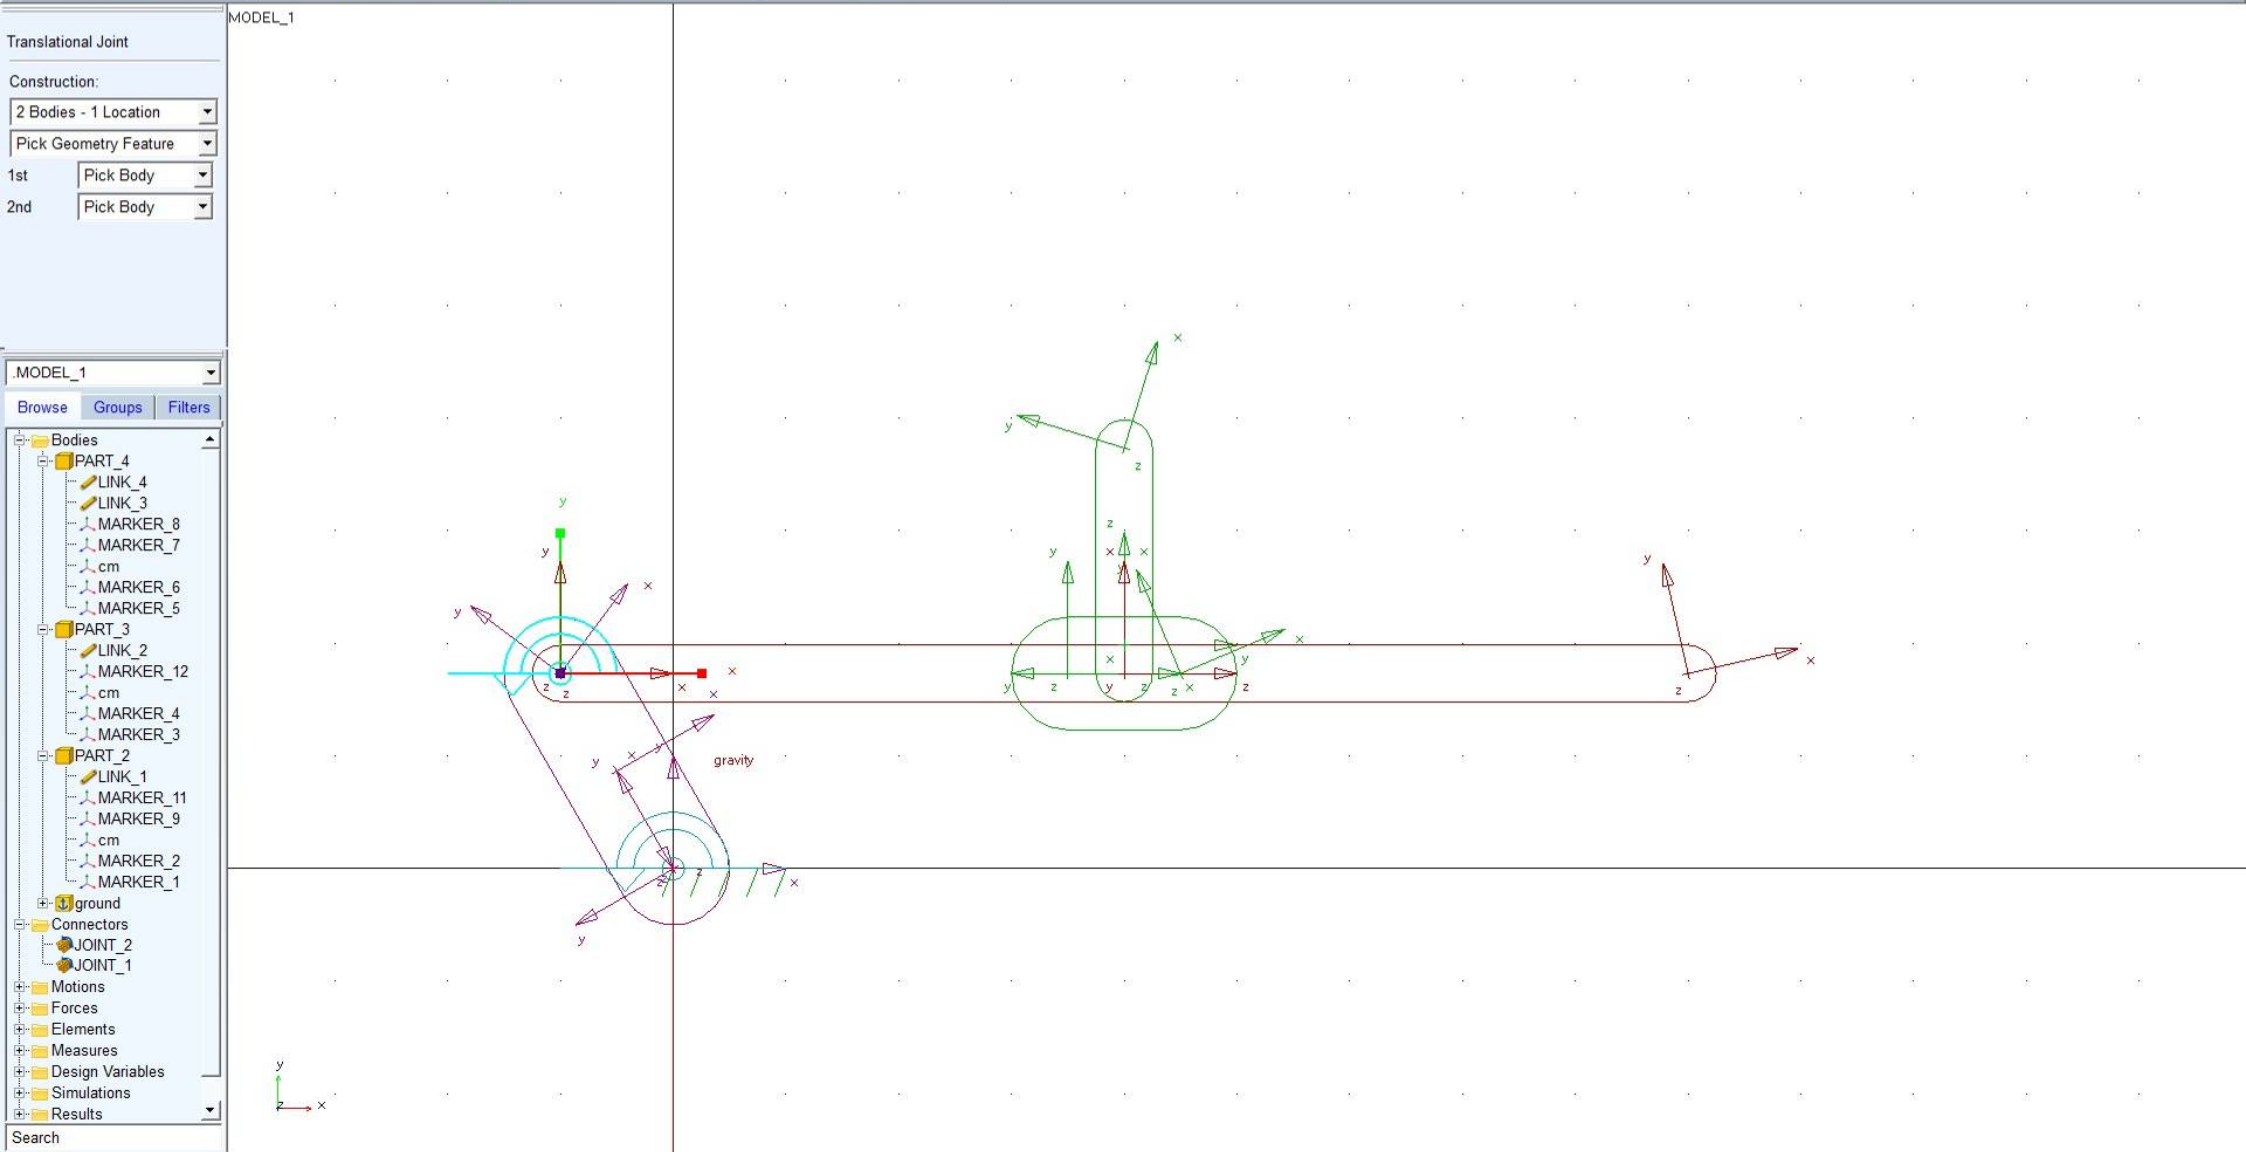 MODEL_1
Translational Joint
Construction:
2 Bodies - 1 Location
Pick Geometry Feature
1st Pick Body
2nd Pick Body
.MODEL_1
Browse Groups Filters
Bodies
PART_4
LINK_4
LINK_3
MARKER_8
MARKER_7
cm
MARKER_6
MARKER_5
PART_3
LINK_2
MARKER_12
cm
MARKER_4
MARKER_3
PART_2
LINK_1
MARKER_11
MARKER_9
cm
MARKER_2
MARKER_1
ground
Connectors
JOINT_2
JOINT_1
Motions
Forces
Elements
Measures
Design Variables
Simulations
Results
Search
x
y
z
y
z
y
y
x
x
y
x
y
x
x
y
x
x
y
z
z
x
x
y
z
y
z
z
x
z
x
z
y
x
y
gravity
z
z
x
y
y
z
x